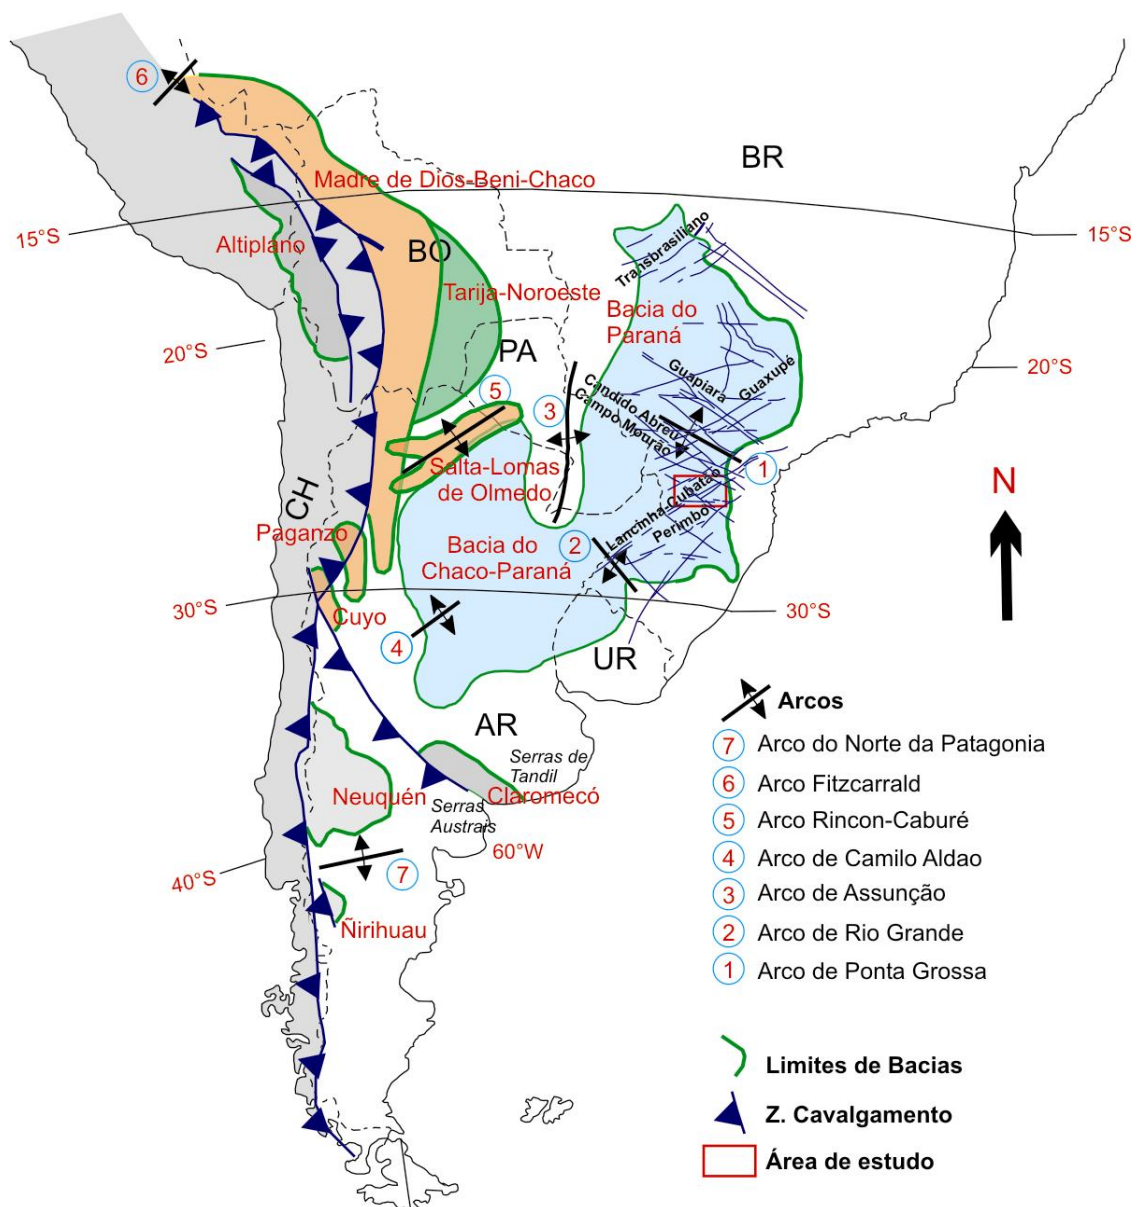 6
BR
Madre de Dios-Beni-Chaco
15°S
15°S
Altiplano
BO
Transbrasiliano
Tarija-Noroeste
Bacia do
Paraná
20°S
PA
20°S
Guapiara
Guaxupé
5
3
Candido Abreu
Campo Mourão
1
Salta-Lomas
de Olmedo
CH
N
Lancinha-Cubatão
Perimboi
Paganzo
Bacia do
Chaco-Paraná
2
30°S
30°S
Cuyo
4
UR
AR
Arcos
7 Arco do Norte da Patagonia
6 Arco Fitzcarrald
5 Arco Rincon-Caburé
4 Arco de Camilo Aldao
3 Arco de Assunção
2 Arco de Rio Grande
1 Arco de Ponta Grossa
Serras de
Tandil
Neuquén
Claromecó
Serras
Austrais
60°W
40°S
7
Ñirihuau
Limites de Bacias
Z. Cavalgamento
Área de estudo